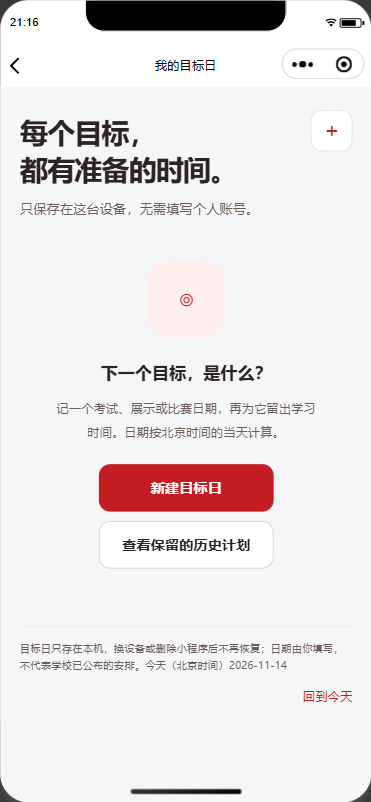 21:16
我的目标日
每个目标，
都有准备的时间。
+
只保存在这台设备，无需填写个人账号。
下一个目标，是什么？
记一个考试、展示或比赛日期，再为它留出学习
时间。日期按北京时间的当天计算。
新建目标日
查看保留的历史计划
目标日只存在本机，换设备或删除小程序后不再恢复；日期由你填写，
不代表学校已公布的安排。今天（北京时间）2026-11-14
回到今天